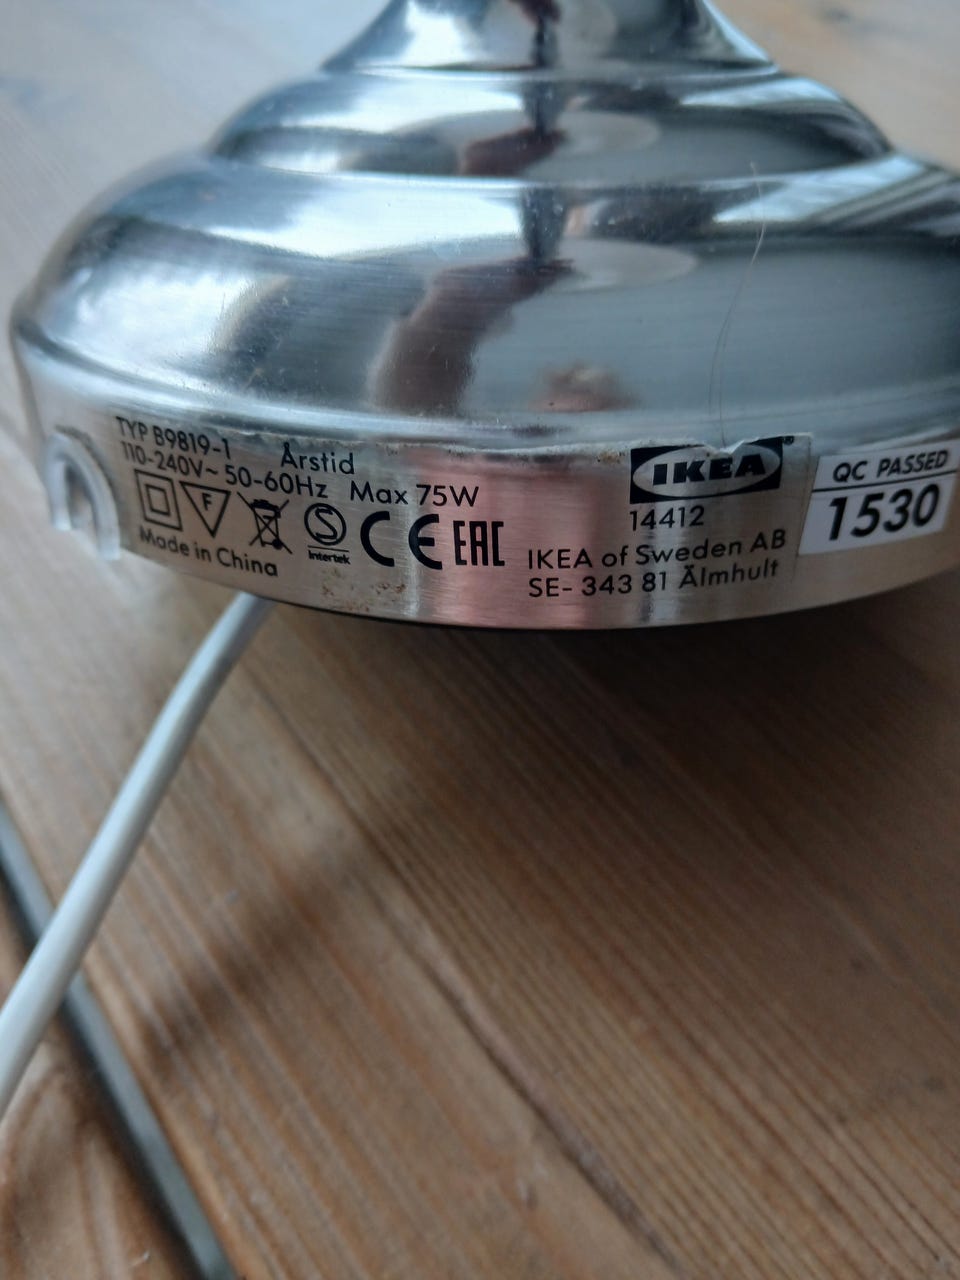 TYP B9819-1
Årstid
110-240V~ 50-60Hz Max 75W
F
S
Intertek
CE
EAC
Made in China
IKEA®
14412
IKEA of Sweden AB
SE- 343 81 Älmhult
QC PASSED
1530